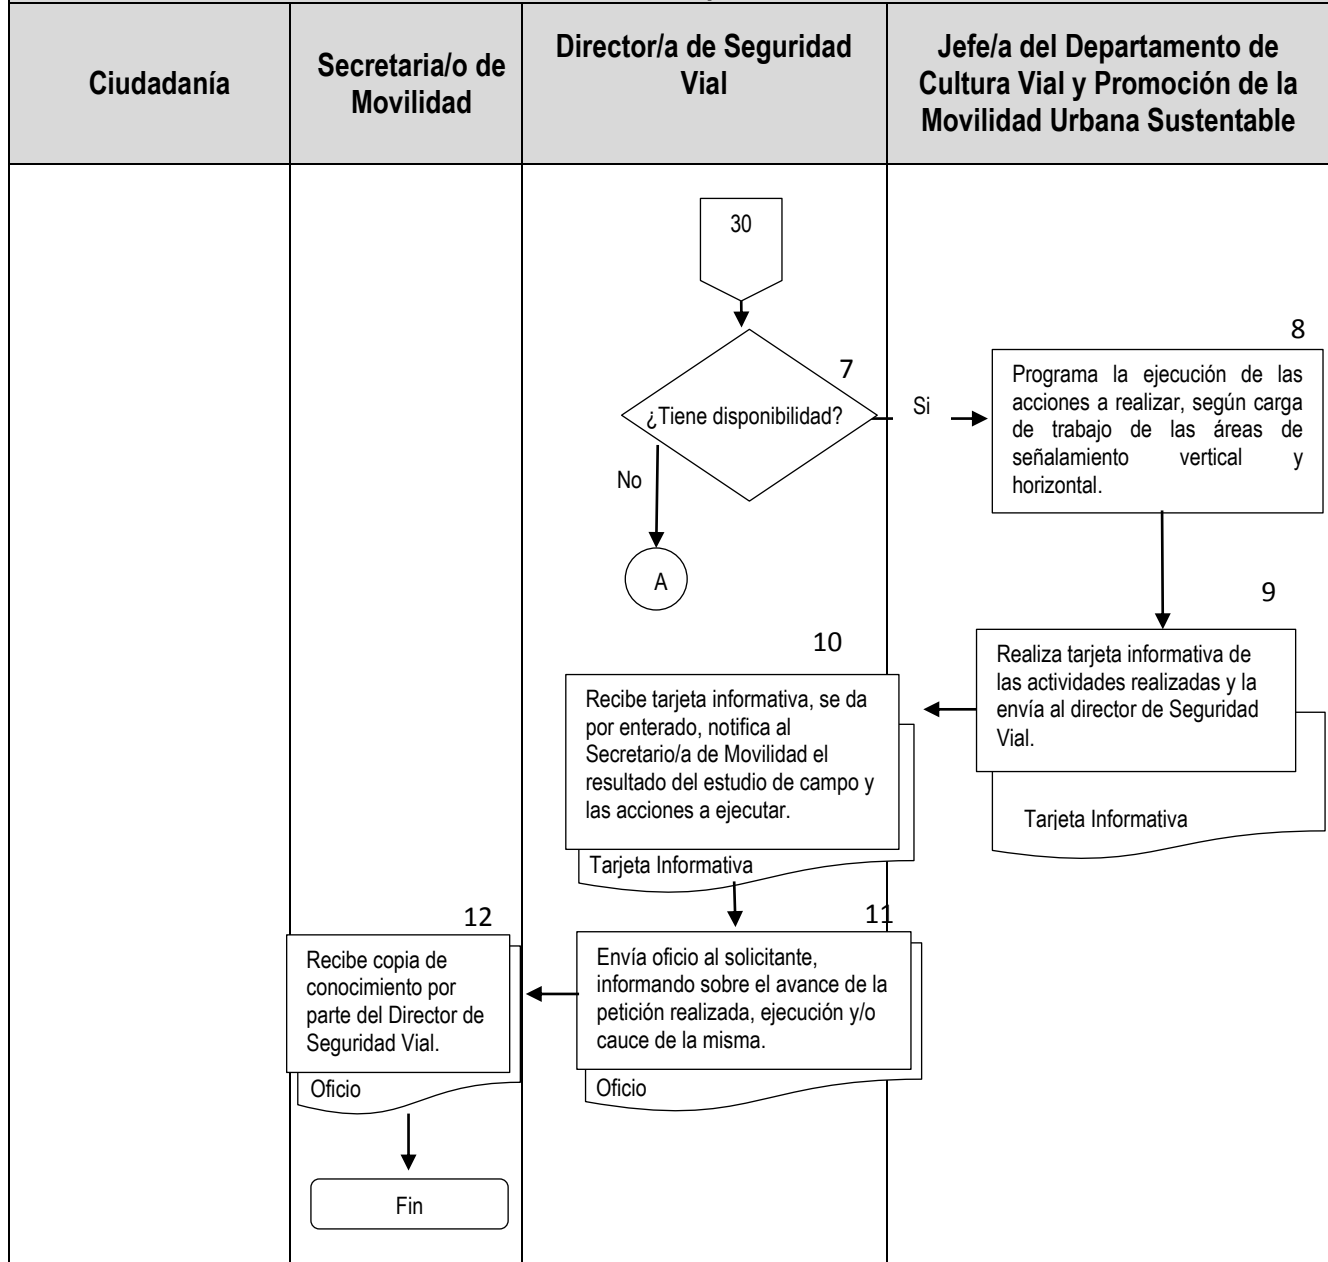 Ciudadanía
Secretaria/o de
Movilidad
Director/a de Seguridad
Vial
Jefe/a del Departamento de
Cultura Vial y Promoción de la
Movilidad Urbana Sustentable
30
7
¿Tiene disponibilidad?
Si
No
A
8
Programa la ejecución de las
acciones a realizar, según carga
de trabajo de las áreas de
señalamiento vertical y
horizontal.
9
Realiza tarjeta informativa de
las actividades realizadas y la
envía al director de Seguridad
Vial.
Tarjeta Informativa
10
Recibe tarjeta informativa, se da
por enterado, notifica al
Secretario/a de Movilidad el
resultado del estudio de campo y
las acciones a ejecutar.
Tarjeta Informativa
11
Envía oficio al solicitante,
informando sobre el avance de la
petición realizada, ejecución y/o
cauce de la misma.
Oficio
12
Recibe copia de
conocimiento por
parte del Director de
Seguridad Vial.
Oficio
Fin